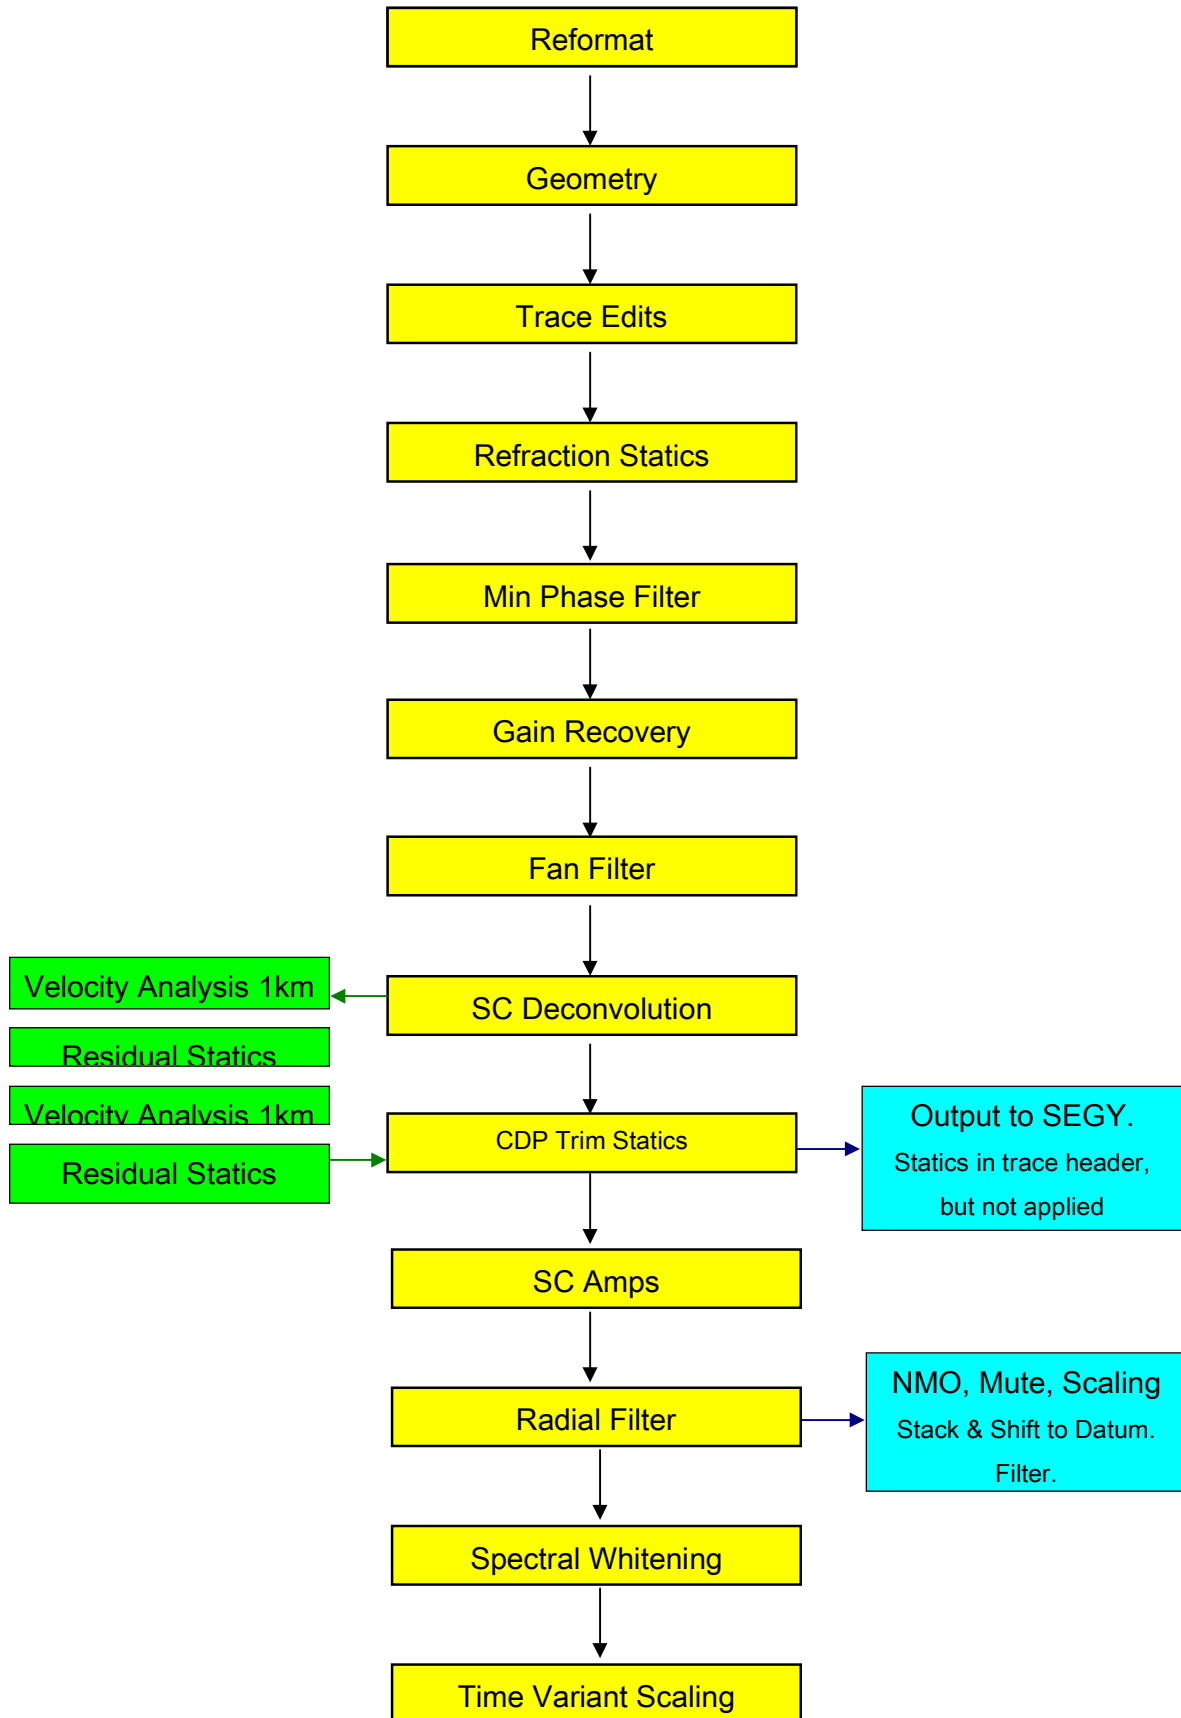 Reformat
Geometry
Trace Edits
Refraction Statics
Min Phase Filter
Gain Recovery
Fan Filter
Velocity Analysis 1km
SC Deconvolution
Residual Statics
Velocity Analysis 1km
Residual Statics
CDP Trim Statics
Output to SEGY.
Statics in trace header,
but not applied
SC Amps
Radial Filter
NMO, Mute, Scaling
Stack & Shift to Datum.
Filter.
Spectral Whitening
Time Variant Scaling